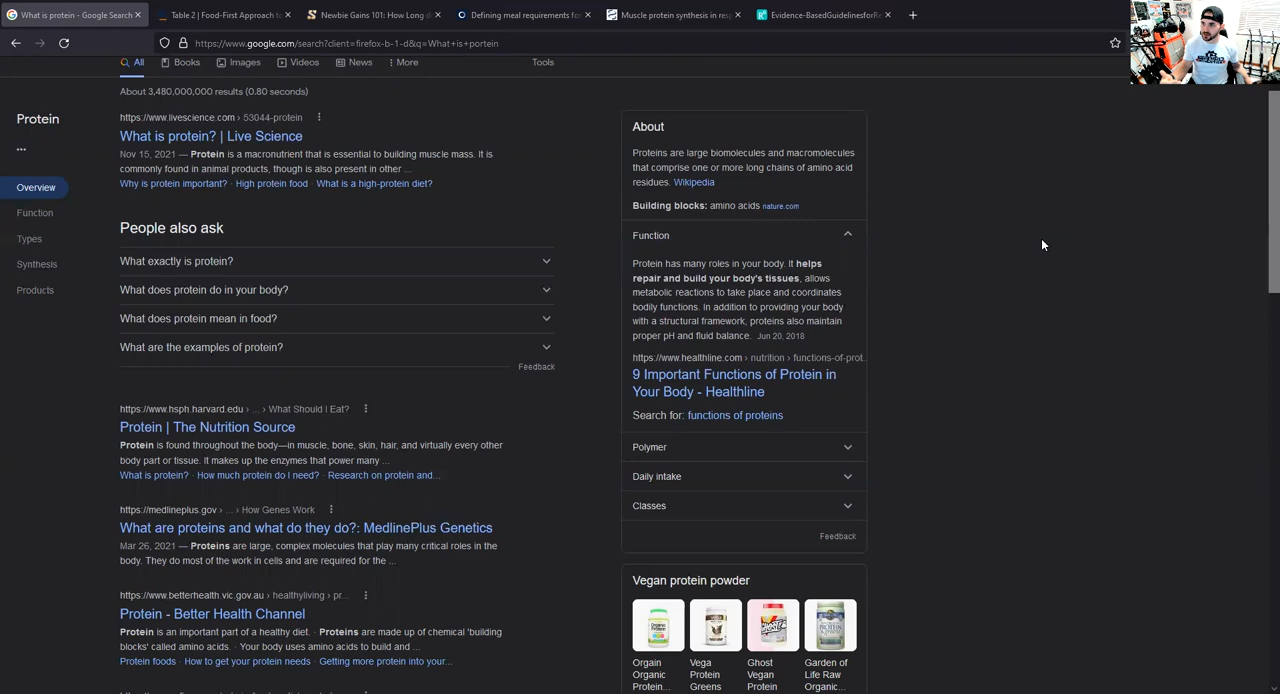 What is protein - Google Search
Table 2 | Food-First Approach to
Newbie Gains 101: How Long d
Defining meal requirements for
Muscle protein synthesis in resp
Evidence-BasedGuidelinesforRe
https://www.google.com/search?client=firefox-b-1-d&q=What+is+portein
All
Books
Images
Videos
News
More
Tools
About 3,480,000,000 results (0.80 seconds)
Protein
...
Overview
Function
Types
Synthesis
Products
https://www.livescience.com › 53044-protein
What is protein? | Live Science
Nov 15, 2021 — Protein is a macronutrient that is essential to building muscle mass. It is
commonly found in animal products, though is also present in other ...
Why is protein important? · High protein food · What is a high-protein diet?
People also ask
What exactly is protein?
What does protein do in your body?
What does protein mean in food?
What are the examples of protein?
Feedback
https://www.hsph.harvard.edu › ... › What Should I Eat?
Protein | The Nutrition Source
Protein is found throughout the body—in muscle, bone, skin, hair, and virtually every other
body part or tissue. It makes up the enzymes that power many ...
What is protein? · How much protein do I need? · Research on protein and...
https://medlineplus.gov › ... › How Genes Work
What are proteins and what do they do?: MedlinePlus Genetics
Mar 26, 2021 — Proteins are large, complex molecules that play many critical roles in the
body. They do most of the work in cells and are required for the ...
https://www.betterhealth.vic.gov.au › healthyliving › pr...
Protein - Better Health Channel
Protein is an important part of a healthy diet. · Proteins are made up of chemical 'building
blocks' called amino acids. · Your body uses amino acids to build and ...
Protein foods · How to get your protein needs · Getting more protein into your...
About
Proteins are large biomolecules and macromolecules
that comprise one or more long chains of amino acid
residues. Wikipedia
Building blocks: amino acids nature.com
Function
Protein has many roles in your body. It helps
repair and build your body's tissues, allows
metabolic reactions to take place and coordinates
bodily functions. In addition to providing your body
with a structural framework, proteins also maintain
proper pH and fluid balance. Jun 20, 2018
https://www.healthline.com › nutrition › functions-of-prot...
9 Important Functions of Protein in
Your Body - Healthline
Search for: functions of proteins
Polymer
Daily intake
Classes
Feedback
Vegan protein powder
Orgain
Organic
Protein...
Vega
Protein
Greens
Ghost
Vegan
Protein
Garden of
Life Raw
Organic...